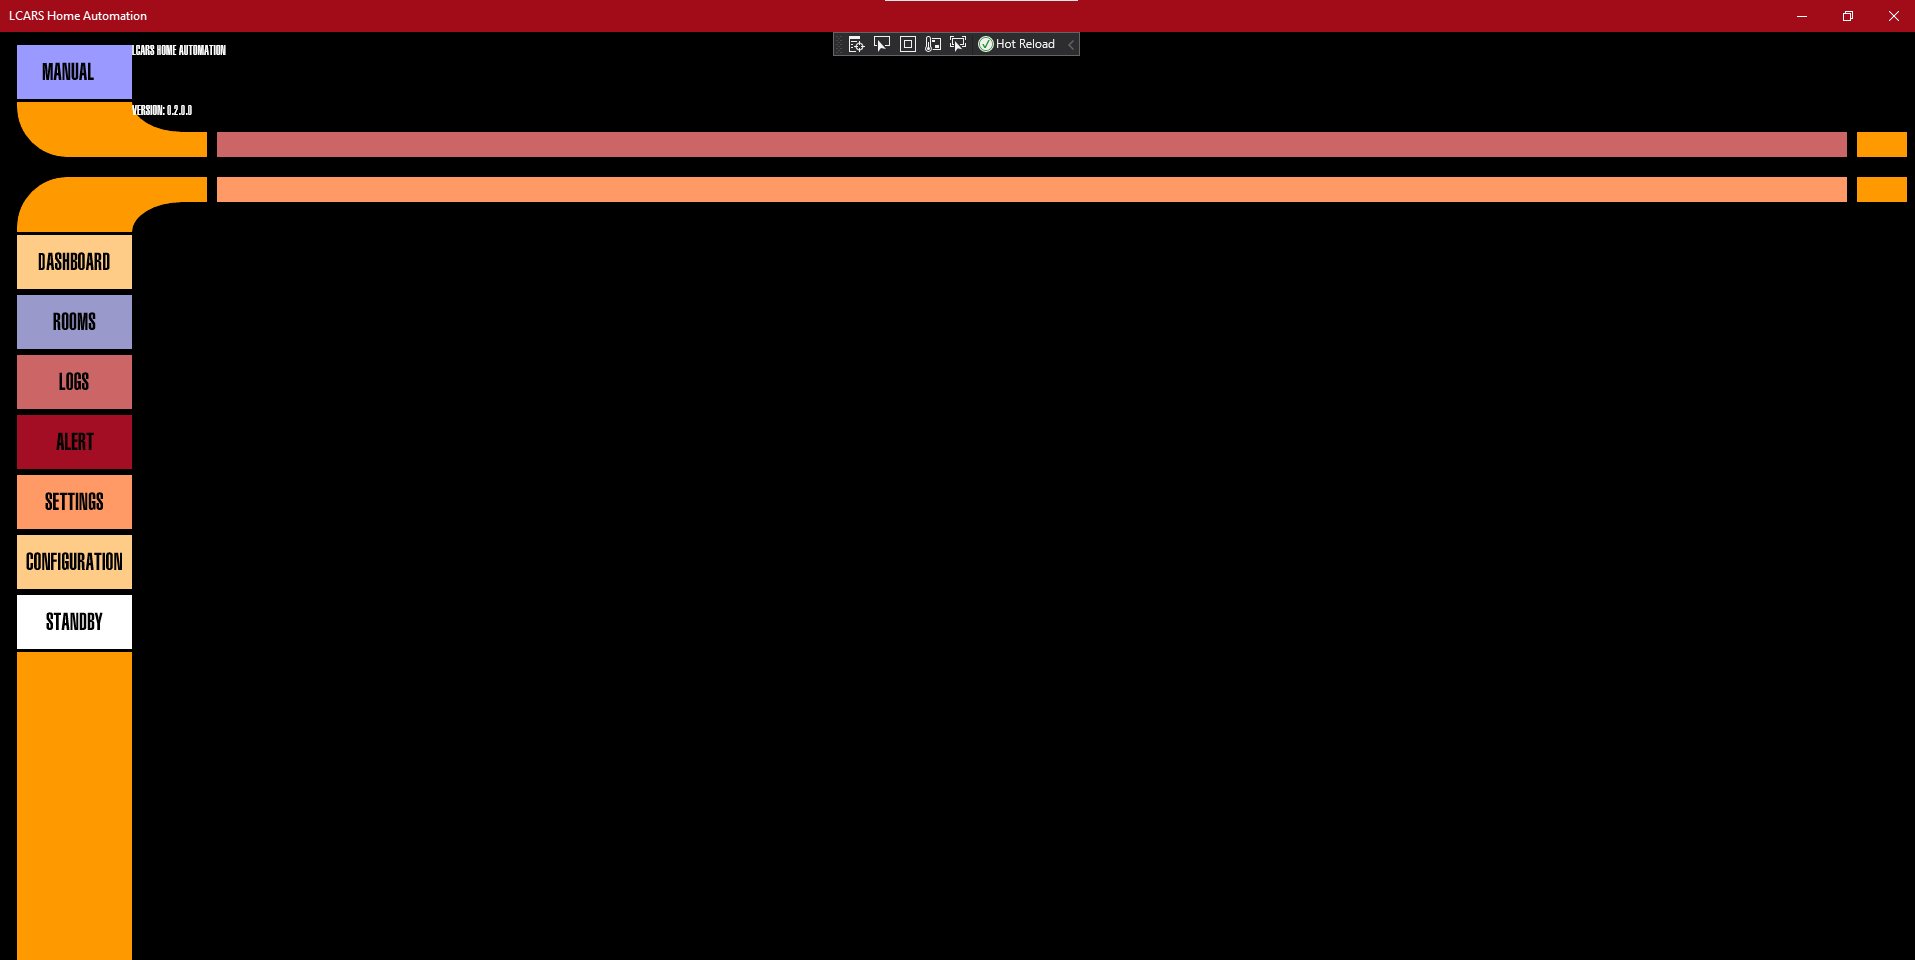 LCARS Home Automation
Hot Reload
LCARS HOME AUTOMATION
MANUAL
VERSION: 0.2.0.0
DASHBOARD
ROOMS
LOGS
ALERT
SETTINGS
CONFIGURATION
STANDBY